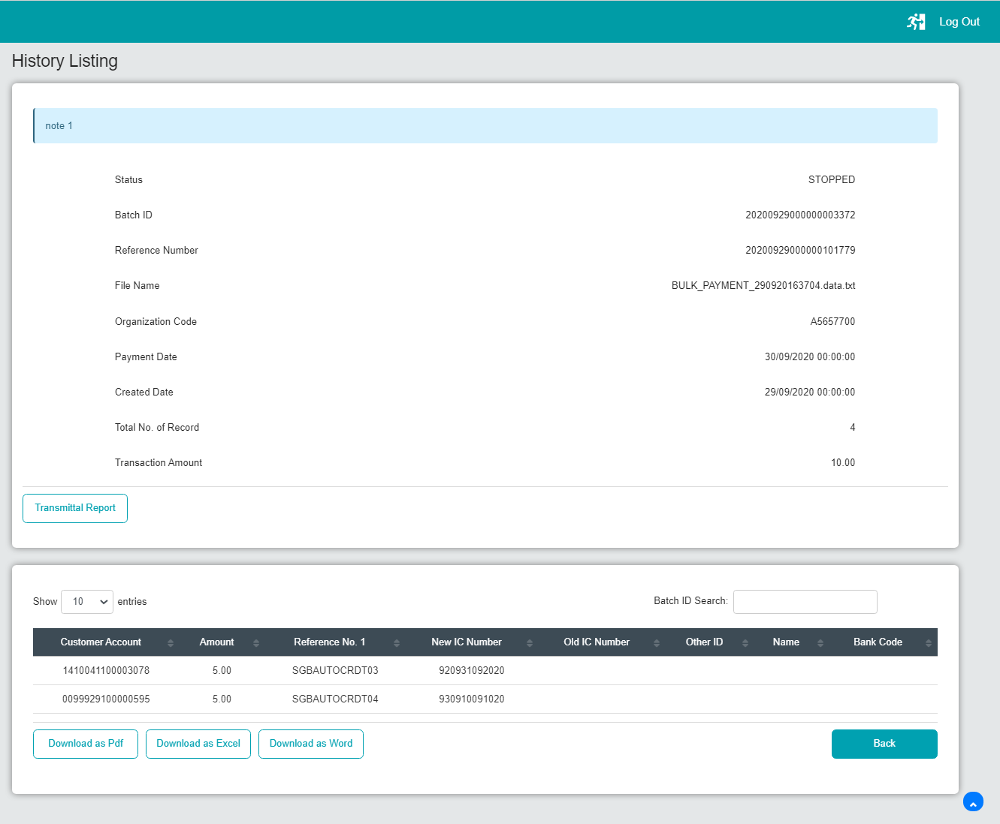 Log Out
History Listing
note 1
Status STOPPED
Batch ID 20200929000000003372
Reference Number 20200929000000101779
File Name BULK_PAYMENT_290920163704.data.txt
Organization Code A5657700
Payment Date 30/09/2020 00:00:00
Created Date 29/09/2020 00:00:00
Total No. of Record 4
Transaction Amount 10.00
Transmittal Report
Show 10 entries Batch ID Search:
Customer Account Amount Reference No. 1 New IC Number Old IC Number Other ID Name Bank Code
1410041100003078 5.00 SGBAUTOCRDT03 920931092020
0099929100000595 5.00 SGBAUTOCRDT04 930910091020
Download as Pdf Download as Excel Download as Word Back